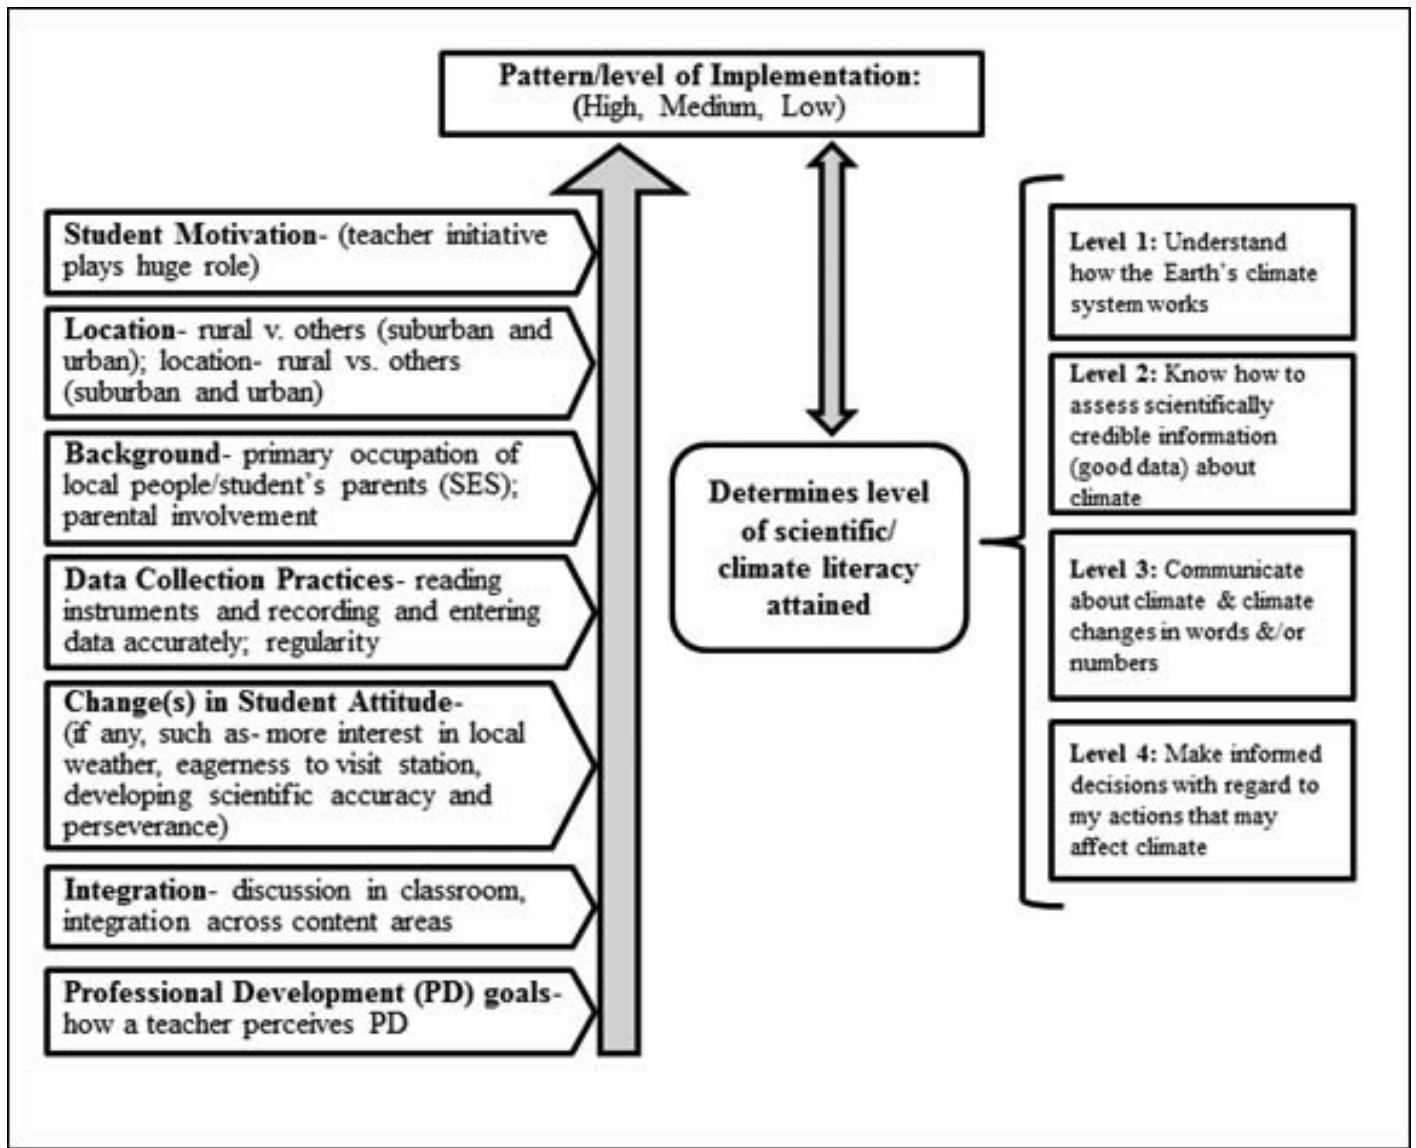 Pattern/level of Implementation:
(High, Medium, Low)
Student Motivation- (teacher initiative
plays huge role)
Location- rural v. others (suburban and
urban); location- rural vs. others
(suburban and urban)
Background- primary occupation of
local people/student's parents (SES);
parental involvement
Data Collection Practices- reading
instruments and recording and entering
data accurately; regularity
Change(s) in Student Attitude-
(if any, such as- more interest in local
weather, eagerness to visit station,
developing scientific accuracy and
perseverance)
Integration- discussion in classroom,
integration across content areas
Professional Development (PD) goals-
how a teacher perceives PD
Determines level
of scientific/
climate literacy
attained
Level 1: Understand
how the Earth's climate
system works
Level 2: Know how to
assess scientifically
credible information
(good data) about
climate
Level 3: Communicate
about climate & climate
changes in words &/or
numbers
Level 4: Make informed
decisions with regard to
my actions that may
affect climate